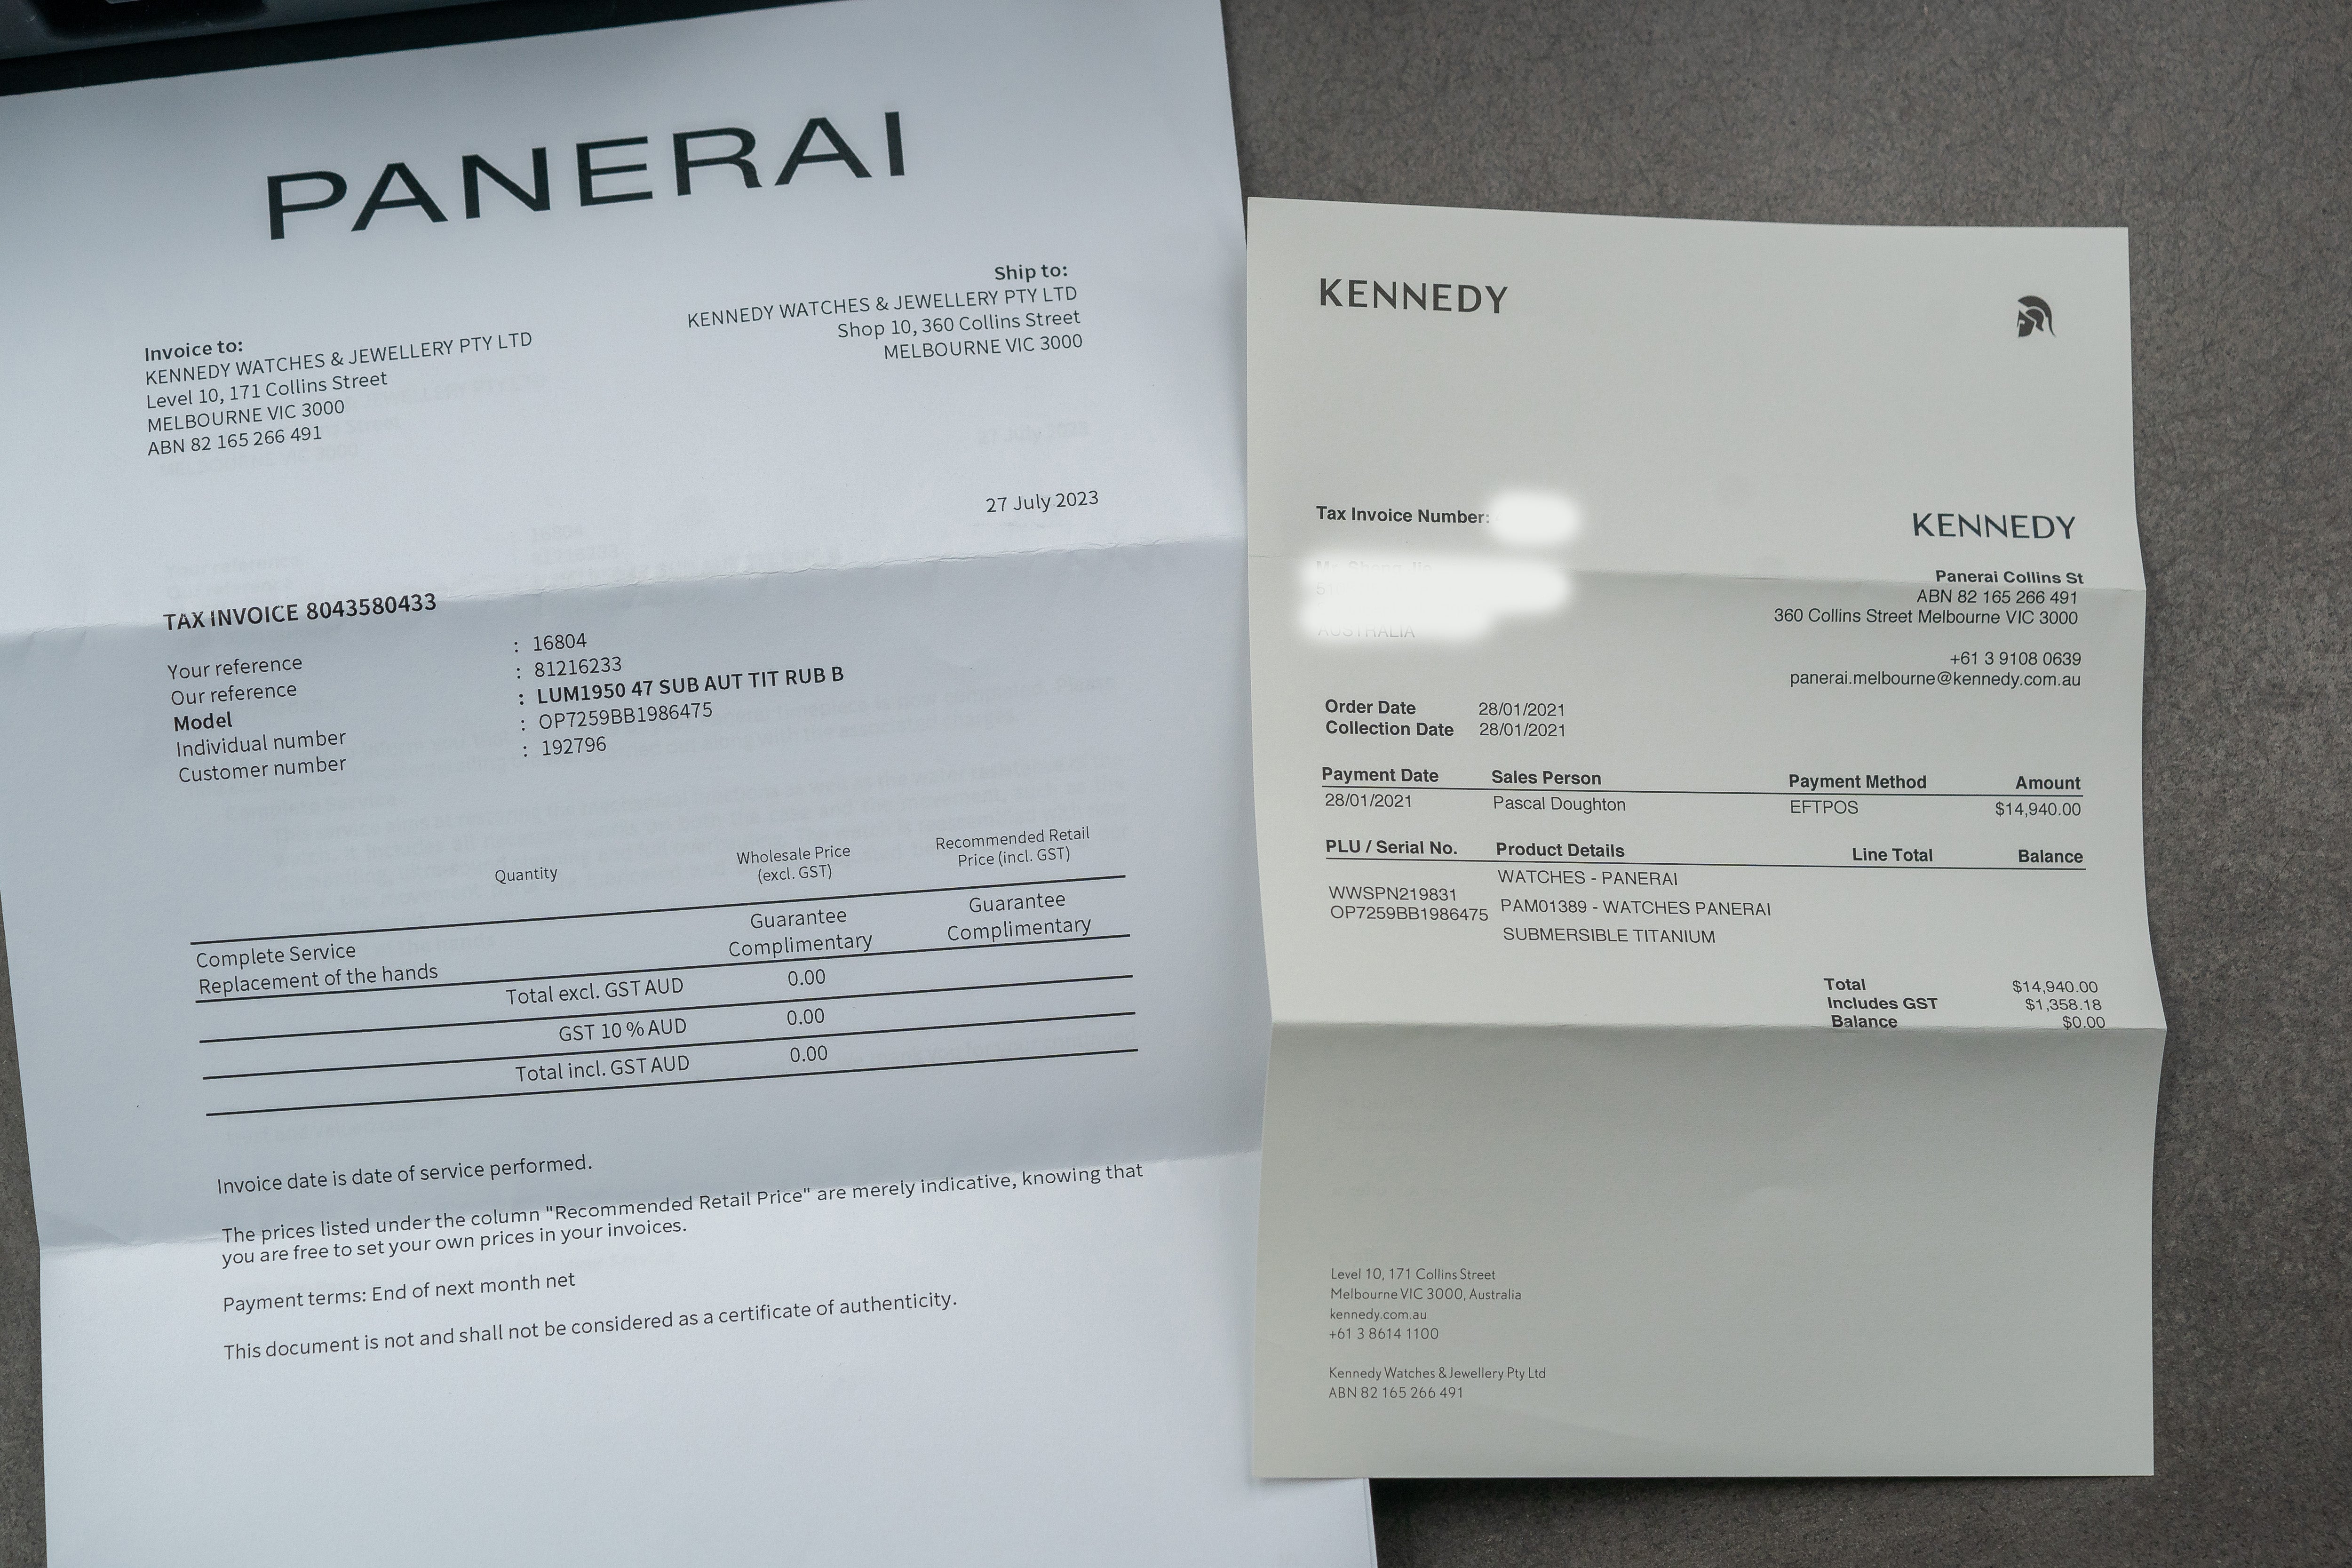 PANERAI
Invoice to:
KENNEDY WATCHES & JEWELLERY PTY LTD
Level 10, 171 Collins Street
MELBOURNE VIC 3000
ABN 82 165 266 491
Ship to:
KENNEDY WATCHES & JEWELLERY PTY LTD
Shop 10, 360 Collins Street
MELBOURNE VIC 3000
27 July 2023
TAX INVOICE 8043580433
Your reference : 16804
Our reference : 81216233
Model : LUM1950 47 SUB AUT TIT RUB B
Individual number : OP7259BB1986475
Customer number : 192796
Quantity Wholesale Price (excl. GST) Recommended Retail Price (incl. GST)
Complete Service Guarantee Guarantee
Replacement of the hands Complimentary Complimentary
Total excl. GST AUD 0.00
GST 10 % AUD 0.00
Total incl. GST AUD 0.00
Invoice date is date of service performed.
The prices listed under the column "Recommended Retail Price" are merely indicative, knowing that
you are free to set your own prices in your invoices.
Payment terms: End of next month net
This document is not and shall not be considered as a certificate of authenticity.
KENNEDY
Tax Invoice Number:
AUSTRALIA
KENNEDY
Panerai Collins St
ABN 82 165 266 491
360 Collins Street Melbourne VIC 3000
+61 3 9108 0639
panerai.melbourne@kennedy.com.au
Order Date 28/01/2021
Collection Date 28/01/2021
Payment Date Sales Person Payment Method Amount
28/01/2021 Pascal Doughton EFTPOS $14,940.00
PLU / Serial No. Product Details Line Total Balance
WATCHES - PANERAI
WWSPN219831
OP7259BB1986475 PAM01389 - WATCHES PANERAI
SUBMERSIBLE TITANIUM
Total $14,940.00
Includes GST $1,358.18
Balance $0.00
Level 10, 171 Collins Street
Melbourne VIC 3000, Australia
kennedy.com.au
+61 3 8614 1100
Kennedy Watches & Jewellery Pty Ltd
ABN 82 165 266 491